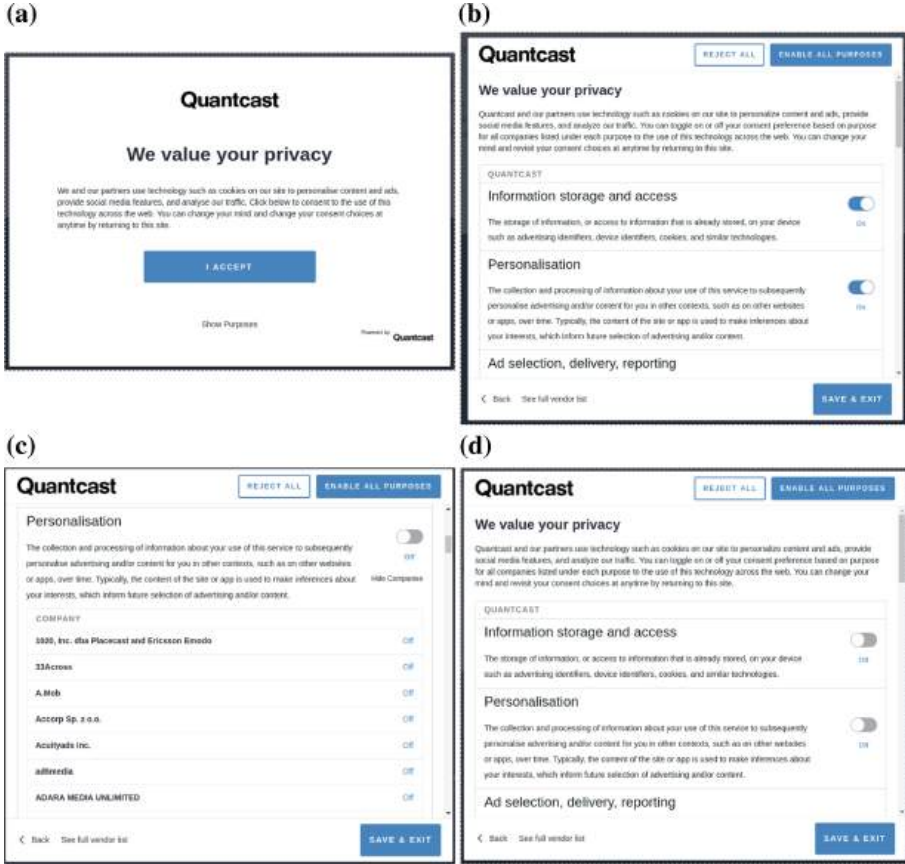 (a)
Quantcast
We value your privacy
We and our partners use technology such as cookies on our site to personalise content and ads,
provide social media features, and analyse our traffic. Click below to consent to the use of this
technology across the web. You can change your mind and change your consent choices at
anytime by returning to this site.
I ACCEPT
Show Purposes
Powered by
Quantcast
(b)
Quantcast
REJECT ALL
ENABLE ALL PURPOSES
We value your privacy
Quantcast and our partners use technology such as cookies on our site to personalize content and ads, provide
social media features, and analyze our traffic. You can toggle on or off your consent preference based on purpose
for all companies listed under each purpose to the use of this technology across the web. You can change your
mind and revisit your consent choices at anytime by returning to this site.
QUANTCAST
Information storage and access
The storage of information, or access to information that is already stored, on your device
such as advertising identifiers, device identifiers, cookies, and similar technologies.
On
Personalisation
The collection and processing of information about your use of this service to subsequently
personalise advertising and/or content for you in other contexts, such as on other websites
or apps, over time. Typically, the content of the site or app is used to make inferences about
your interests, which inform future selection of advertising and/or content.
On
Ad selection, delivery, reporting
Back
See full vendor list
SAVE & EXIT
(c)
Quantcast
REJECT ALL
ENABLE ALL PURPOSES
Personalisation
The collection and processing of information about your use of this service to subsequently
personalise advertising and/or content for you in other contexts, such as on other websites
or apps, over time. Typically, the content of the site or app is used to make inferences about
your interests, which inform future selection of advertising and/or content.
Off
Hide Companies
COMPANY
1020, Inc. dba Placecast and Ericsson Emodo Off
33Across Off
A.Mob Off
Accorp Sp. z o.o. Off
Acuityads Inc. Off
adtmedia Off
ADARA MEDIA UNLIMITED Off
Back
See full vendor list
SAVE & EXIT
(d)
Quantcast
REJECT ALL
ENABLE ALL PURPOSES
We value your privacy
Quantcast and our partners use technology such as cookies on our site to personalize content and ads, provide
social media features, and analyze our traffic. You can toggle on or off your consent preference based on purpose
for all companies listed under each purpose to the use of this technology across the web. You can change your
mind and revisit your consent choices at anytime by returning to this site.
QUANTCAST
Information storage and access
The storage of information, or access to information that is already stored, on your device
such as advertising identifiers, device identifiers, cookies, and similar technologies.
Off
Personalisation
The collection and processing of information about your use of this service to subsequently
personalise advertising and/or content for you in other contexts, such as on other websites
or apps, over time. Typically, the content of the site or app is used to make inferences about
your interests, which inform future selection of advertising and/or content.
Off
Ad selection, delivery, reporting
Back
See full vendor list
SAVE & EXIT